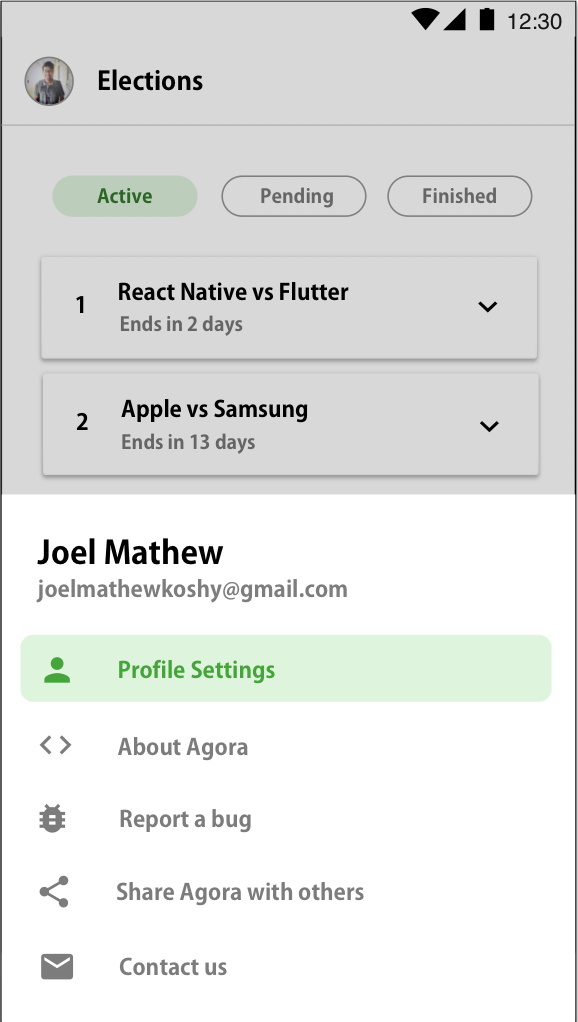 12:30
Elections
Active
Pending
Finished
1
React Native vs Flutter
Ends in 2 days
2
Apple vs Samsung
Ends in 13 days
Joel Mathew
joelmathewkoshy@gmail.com
Profile Settings
About Agora
Report a bug
Share Agora with others
Contact us